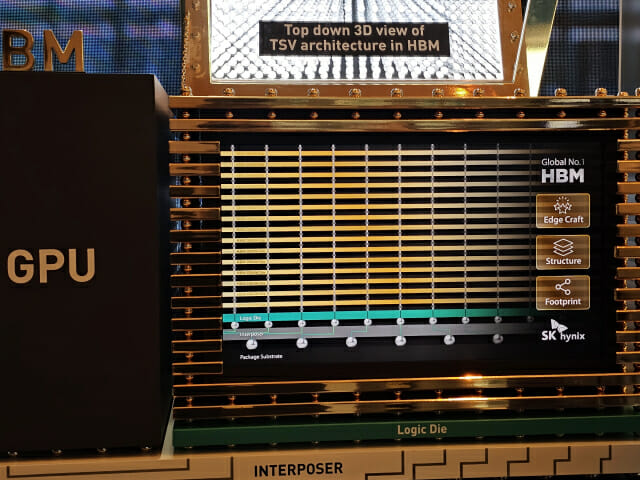 Top down 3D view of
TSV architecture in HBM
BM
GPU
Global No.1
HBM
Edge Craft
Structure
Footprint
Logic Die
Interposer
Package Substrate
SK hynix
Logic Die
INTERPOSER